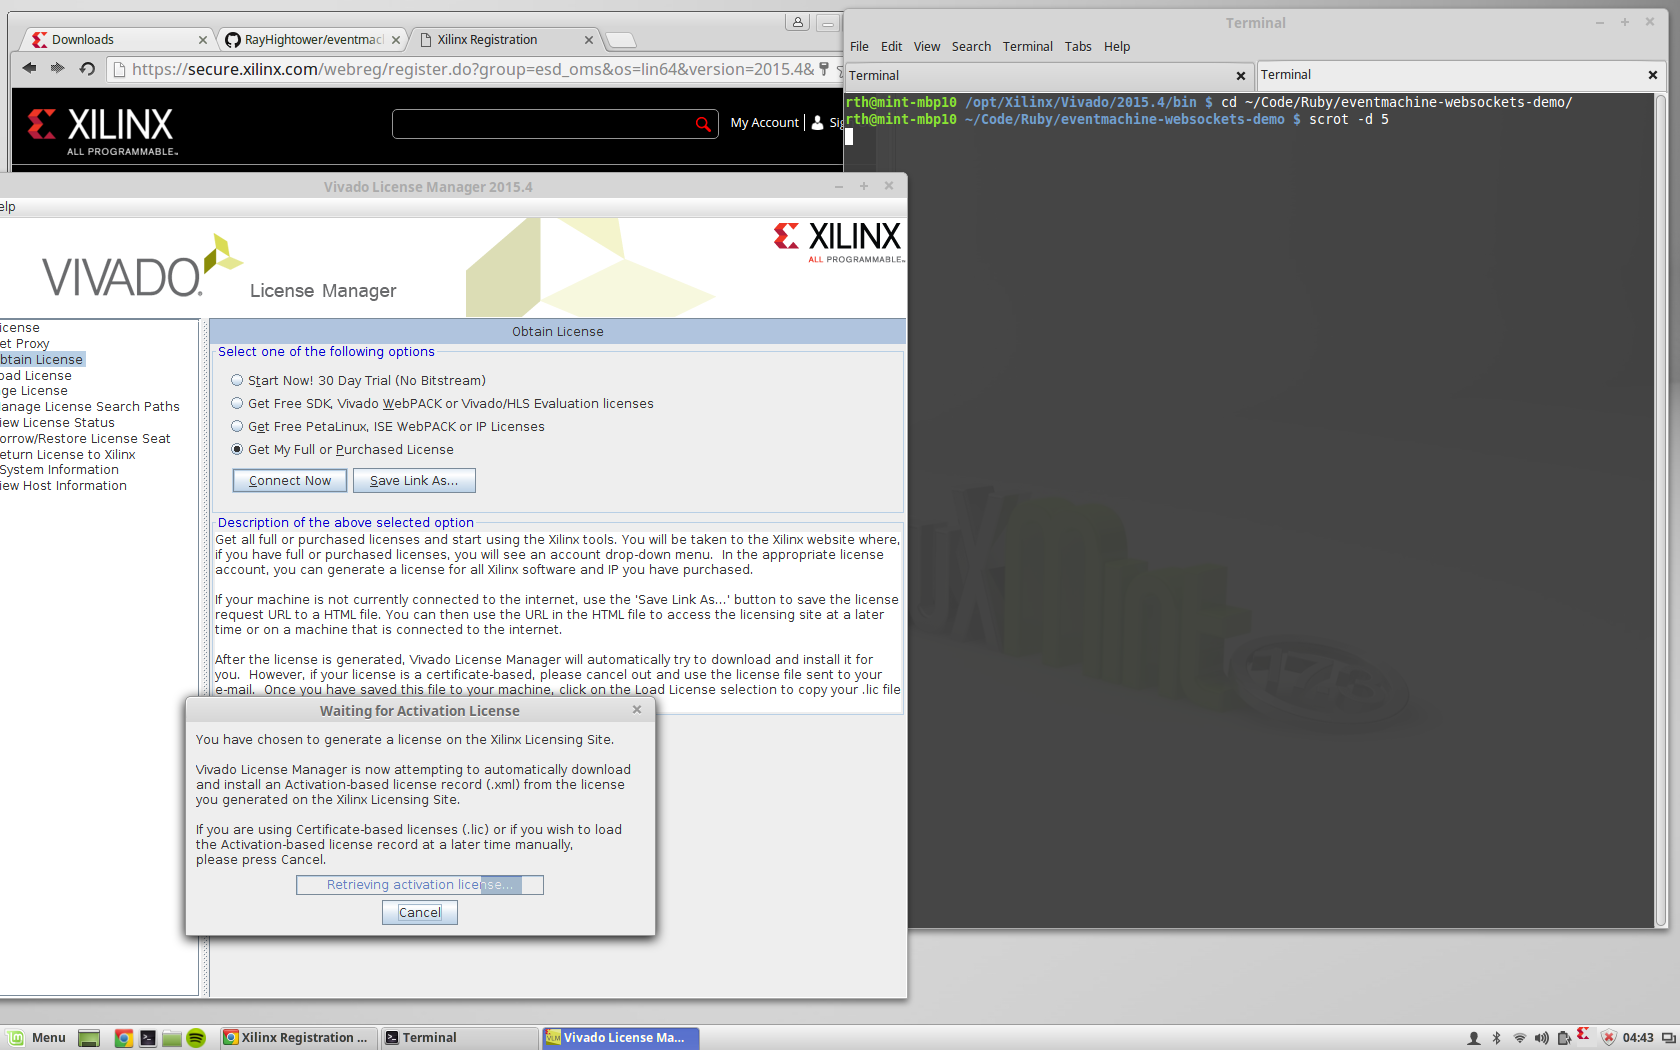 Downloads
RayHightower/eventmac
Xilinx Registration
https://secure.xilinx.com/webreg/register.do?group=esd_oms&os=lin64&version=2015.4&
XILINX
ALL PROGRAMMABLE™
My Account
Sig
Terminal
File Edit View Search Terminal Tabs Help
Terminal
Terminal
rth@mint-mbp10 /opt/Xilinx/Vivado/2015.4/bin $ cd ~/Code/Ruby/eventmachine-websockets-demo/
rth@mint-mbp10 ~/Code/Ruby/eventmachine-websockets-demo $ scrot -d 5
Vivado License Manager 2015.4
elp
VIVADO.
License Manager
XILINX
ALL PROGRAMMABLE™
icense
et Proxy
btain License
oad License
ge License
anage License Search Paths
iew License Status
orrow/Restore License Seat
eturn License to Xilinx
System Information
iew Host Information
Obtain License
Select one of the following options
Start Now! 30 Day Trial (No Bitstream)
Get Free SDK, Vivado WebPACK or Vivado/HLS Evaluation licenses
Get Free PetaLinux, ISE WebPACK or IP Licenses
Get My Full or Purchased License
Connect Now
Save Link As...
Description of the above selected option
Get all full or purchased licenses and start using the Xilinx tools. You will be taken to the Xilinx website where,
if you have full or purchased licenses, you will see an account drop-down menu.  In the appropriate license
account, you can generate a license for all Xilinx software and IP you have purchased.
If your machine is not currently connected to the internet, use the 'Save Link As...' button to save the license
request URL to a HTML file. You can then use the URL in the HTML file to access the licensing site at a later
time or on a machine that is connected to the internet.
After the license is generated, Vivado License Manager will automatically try to download and install it for
you.  However, if your license is a certificate-based, please cancel out and use the license file sent to your
e-mail.  Once you have saved this file to your machine, click on the Load License selection to copy your .lic file
Waiting for Activation License
You have chosen to generate a license on the Xilinx Licensing Site.
Vivado License Manager is now attempting to automatically download
and install an Activation-based license record (.xml) from the license
you generated on the Xilinx Licensing Site.
If you are using Certificate-based licenses (.lic) or if you wish to load
the Activation-based license record at a later time manually,
please press Cancel.
Retrieving activation license...
Cancel
UXMint
17.3
Menu
Xilinx Registration ...
Terminal
VLM
Vivado License Ma...
04:43